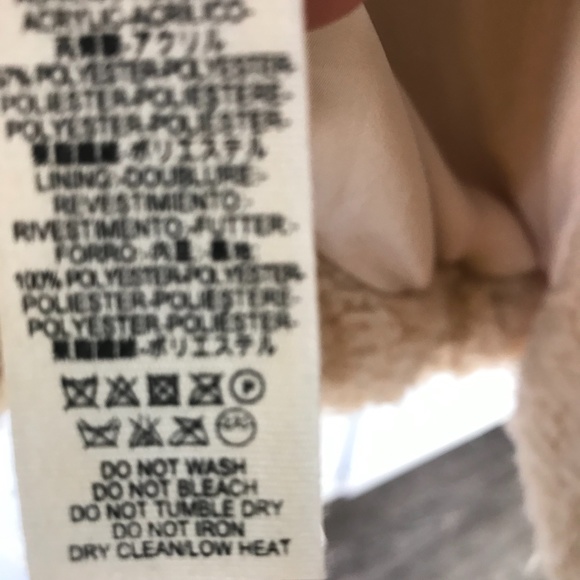 ACRYLIC-ACRÍLICO-
-アクリル
% POLYESTER-POLYESTER-
POLIESTER-POLIESTERE-
POLYESTER-POLIESTER-
-ポリエステル
LINING-DOUBLURE-
REVESTIMIENTO-
RIVESTIMENTO-FUTTER-
FORRO-
100% POLYESTER-POLYESTER-
POLIESTER-POLIESTERE-
POLYESTER-POLIESTER-
-ポリエステル
P
DO NOT WASH
DO NOT BLEACH
DO NOT TUMBLE DRY
DO NOT IRON
DRY CLEAN/LOW HEAT